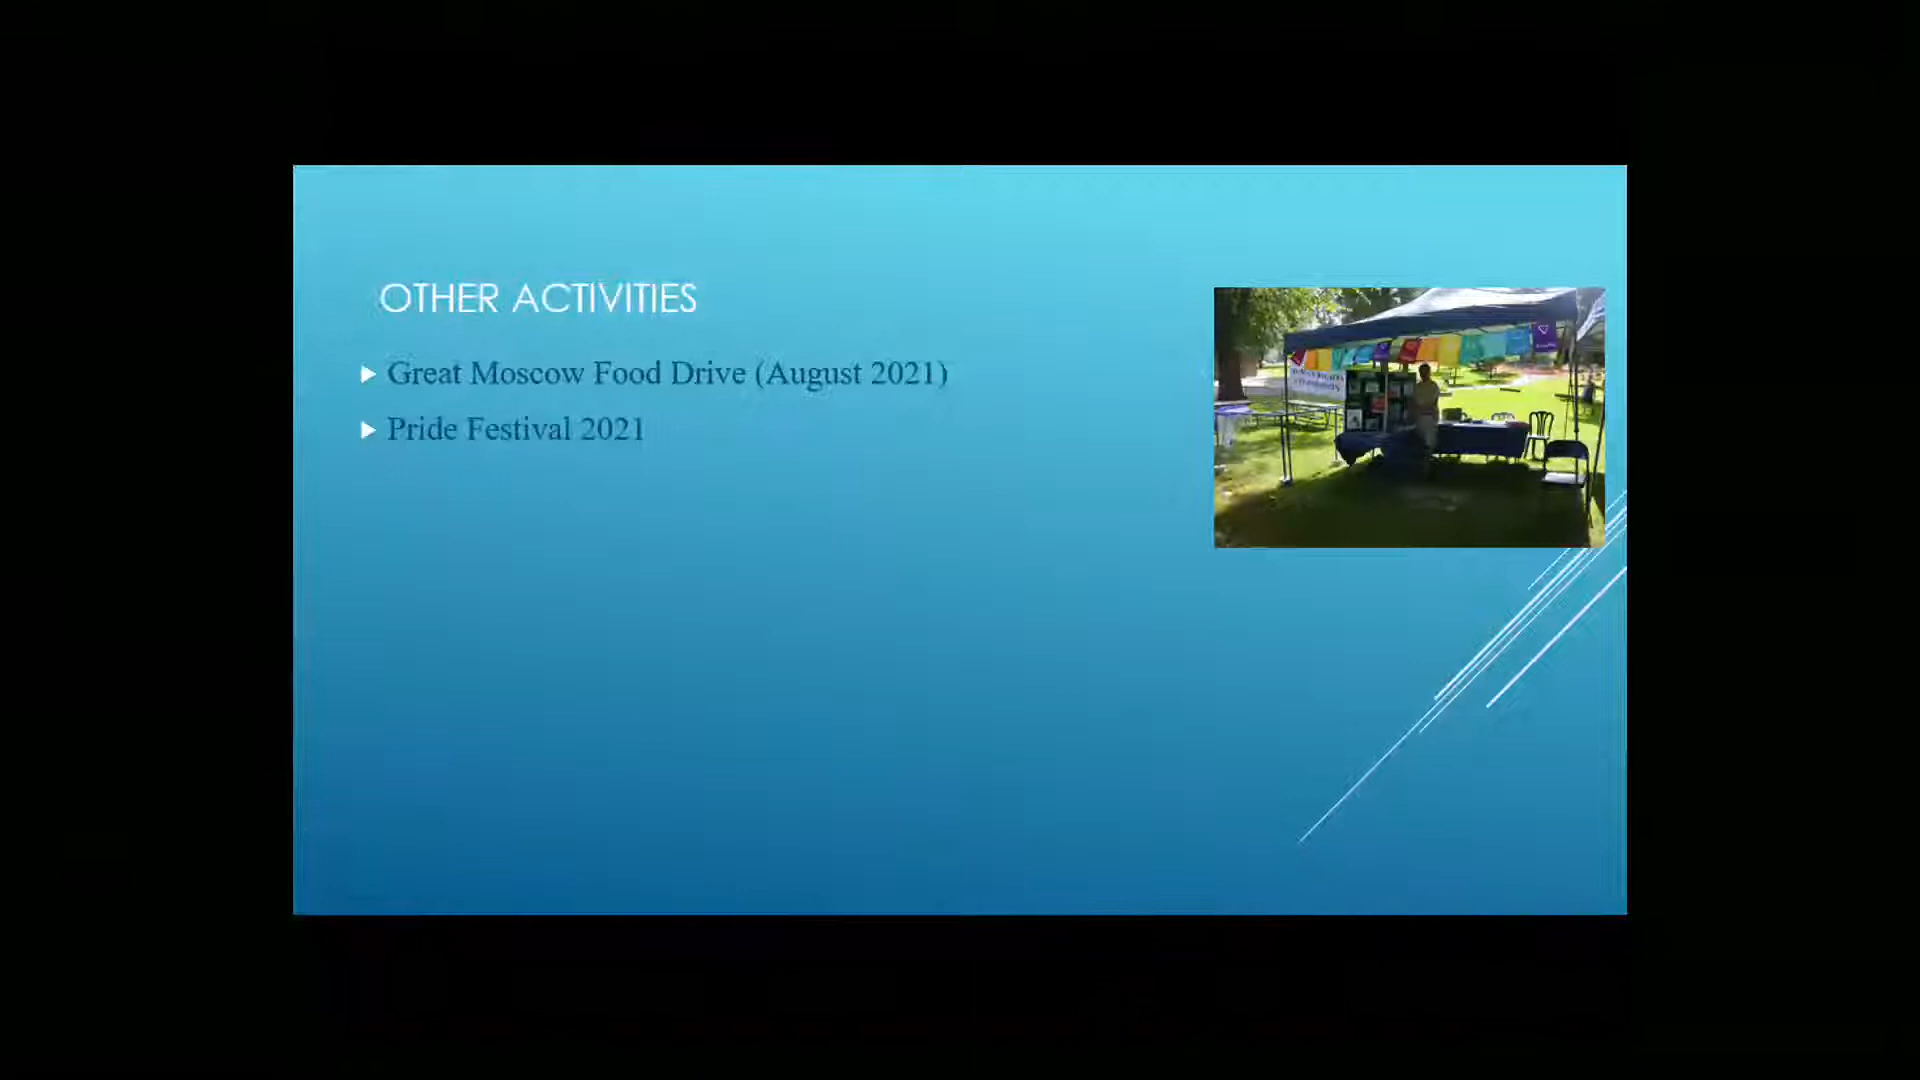 OTHER ACTIVITIES
Great Moscow Food Drive (August 2021)
Pride Festival 2021